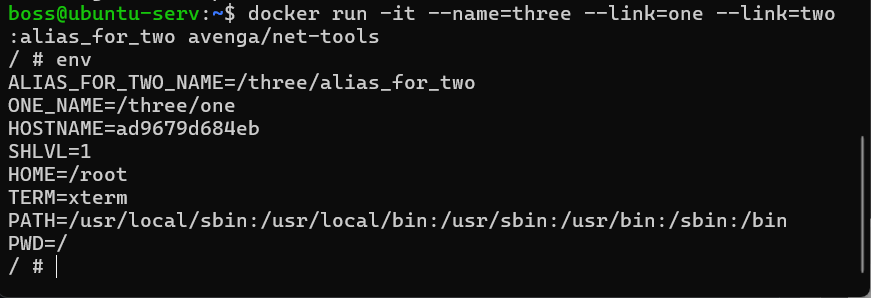 boss@ubuntu-serv:~$ docker run -it --name=three --link=one --link=two
:alias_for_two avenga/net-tools
/ # env
ALIAS_FOR_TWO_NAME=/three/alias_for_two
ONE_NAME=/three/one
HOSTNAME=ad9679d684eb
SHLVL=1
HOME=/root
TERM=xterm
PATH=/usr/local/sbin:/usr/local/bin:/usr/sbin:/usr/bin:/sbin:/bin
PWD=/
/ #